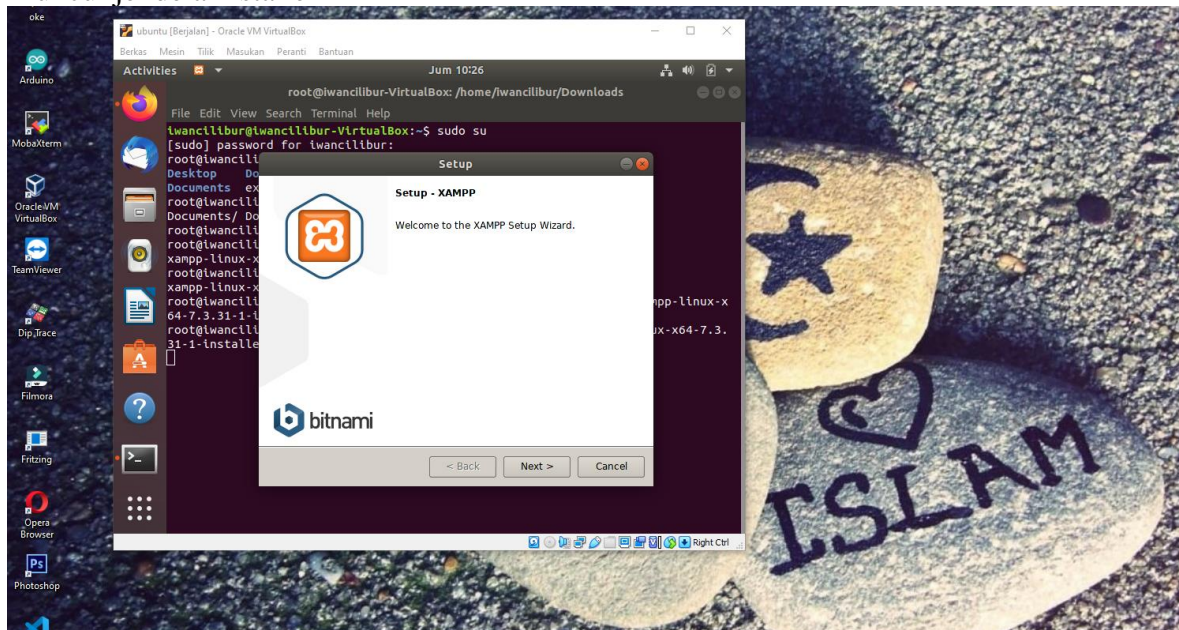 oke
Arduino
MobaXterm
Oracle VM
VirtualBox
TeamViewer
Dip Trace
Filmora
Fritzing
Opera
Browser
Ps
Photoshop
ubuntu [Berjalan] - Oracle VM VirtualBox
Berkas Mesin Tilik Masukan Peranti Bantuan
Activities Jum 10:26
root@iwancilibur-VirtualBox: /home/iwancilibur/Downloads
File Edit View Search Terminal Help
iwancilibur@iwancilibur-VirtualBox:~$ sudo su
[sudo] password for iwancilibur:
root@iwancili
Desktop Do
Documents ex
root@iwancili
Documents/ Do
root@iwancili
root@iwancili
xampp-linux-x
root@iwancili
xampp-linux-x
root@iwancili mpp-linux-x
64-7.3.31-1-i
root@iwancili ux-x64-7.3.
31-1-installe
Setup
Setup - XAMPP
Welcome to the XAMPP Setup Wizard.
bitnami
< Back Next > Cancel
Right Ctrl
ISLAM